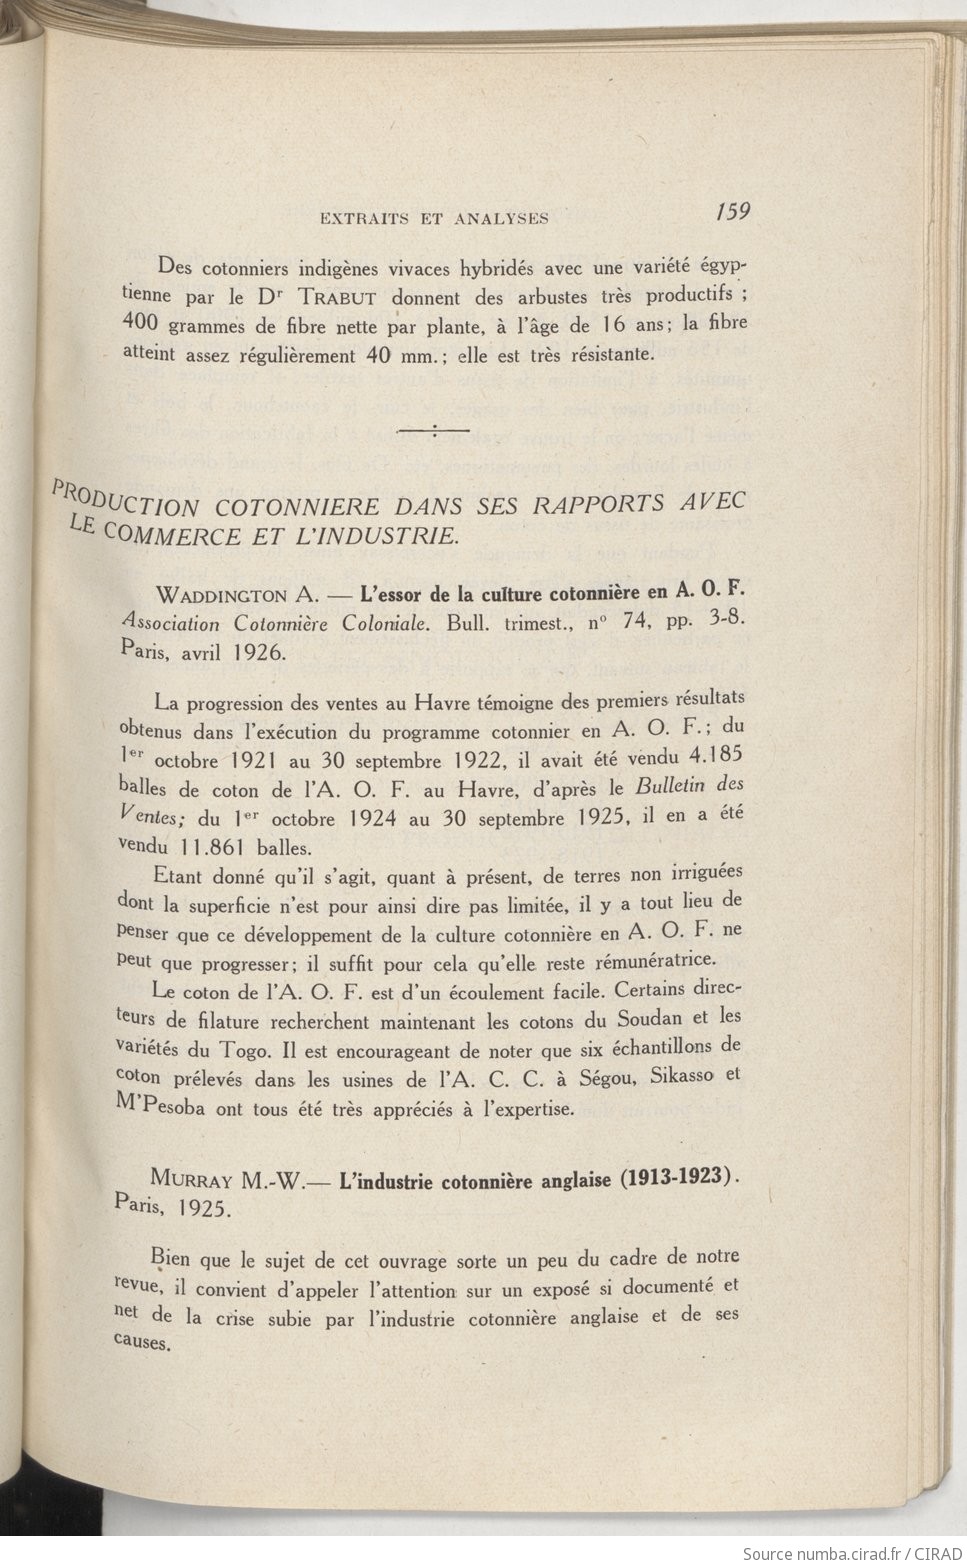 EXTRAITS ET ANALYSES 159
Des cotonniers indigènes vivaces hybridés avec une variété égyp-
tienne par le Dr TRABUT donnent des arbustes très productifs ;
400 grammes de fibre nette par plante, à l'âge de 16 ans; la fibre
atteint assez régulièrement 40 mm.; elle est très résistante.
PRODUCTION COTONNIERE DANS SES RAPPORTS AVEC
LE COMMERCE ET L'INDUSTRIE.
WADDINGTON A. — L'essor de la culture cotonnière en A. O. F.
Association Cotonnière Coloniale. Bull. trimest., n° 74, pp. 3-8.
Paris, avril 1926.
La progression des ventes au Havre témoigne des premiers résultats
obtenus dans l'exécution du programme cotonnier en A. O. F.; du
1er octobre 1921 au 30 septembre 1922, il avait été vendu 4.185
balles de coton de l'A. O. F. au Havre, d'après le Bulletin des
Ventes; du 1er octobre 1924 au 30 septembre 1925, il en a été
vendu 11.861 balles.
Etant donné qu'il s'agit, quant à présent, de terres non irriguées
dont la superficie n'est pour ainsi dire pas limitée, il y a tout lieu de
penser que ce développement de la culture cotonnière en A. O. F. ne
peut que progresser; il suffit pour cela qu'elle reste rémunératrice.
Le coton de l'A. O. F. est d'un écoulement facile. Certains direc-
teurs de filature recherchent maintenant les cotons du Soudan et les
variétés du Togo. Il est encourageant de noter que six échantillons de
coton prélevés dans les usines de l'A. C. C. à Ségou, Sikasso et
M'Pesoba ont tous été très appréciés à l'expertise.
MURRAY M.-W.— L'industrie cotonnière anglaise (1913-1923).
Paris, 1925.
Bien que le sujet de cet ouvrage sorte un peu du cadre de notre
revue, il convient d'appeler l'attention sur un exposé si documenté et
net de la crise subie par l'industrie cotonnière anglaise et de ses
causes.
Source numba.cirad.fr / CIRAD